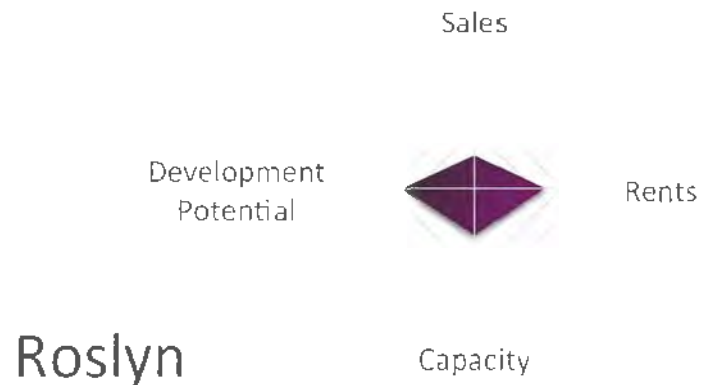 Sales
Development
Potential
Rents
Roslyn
Capacity